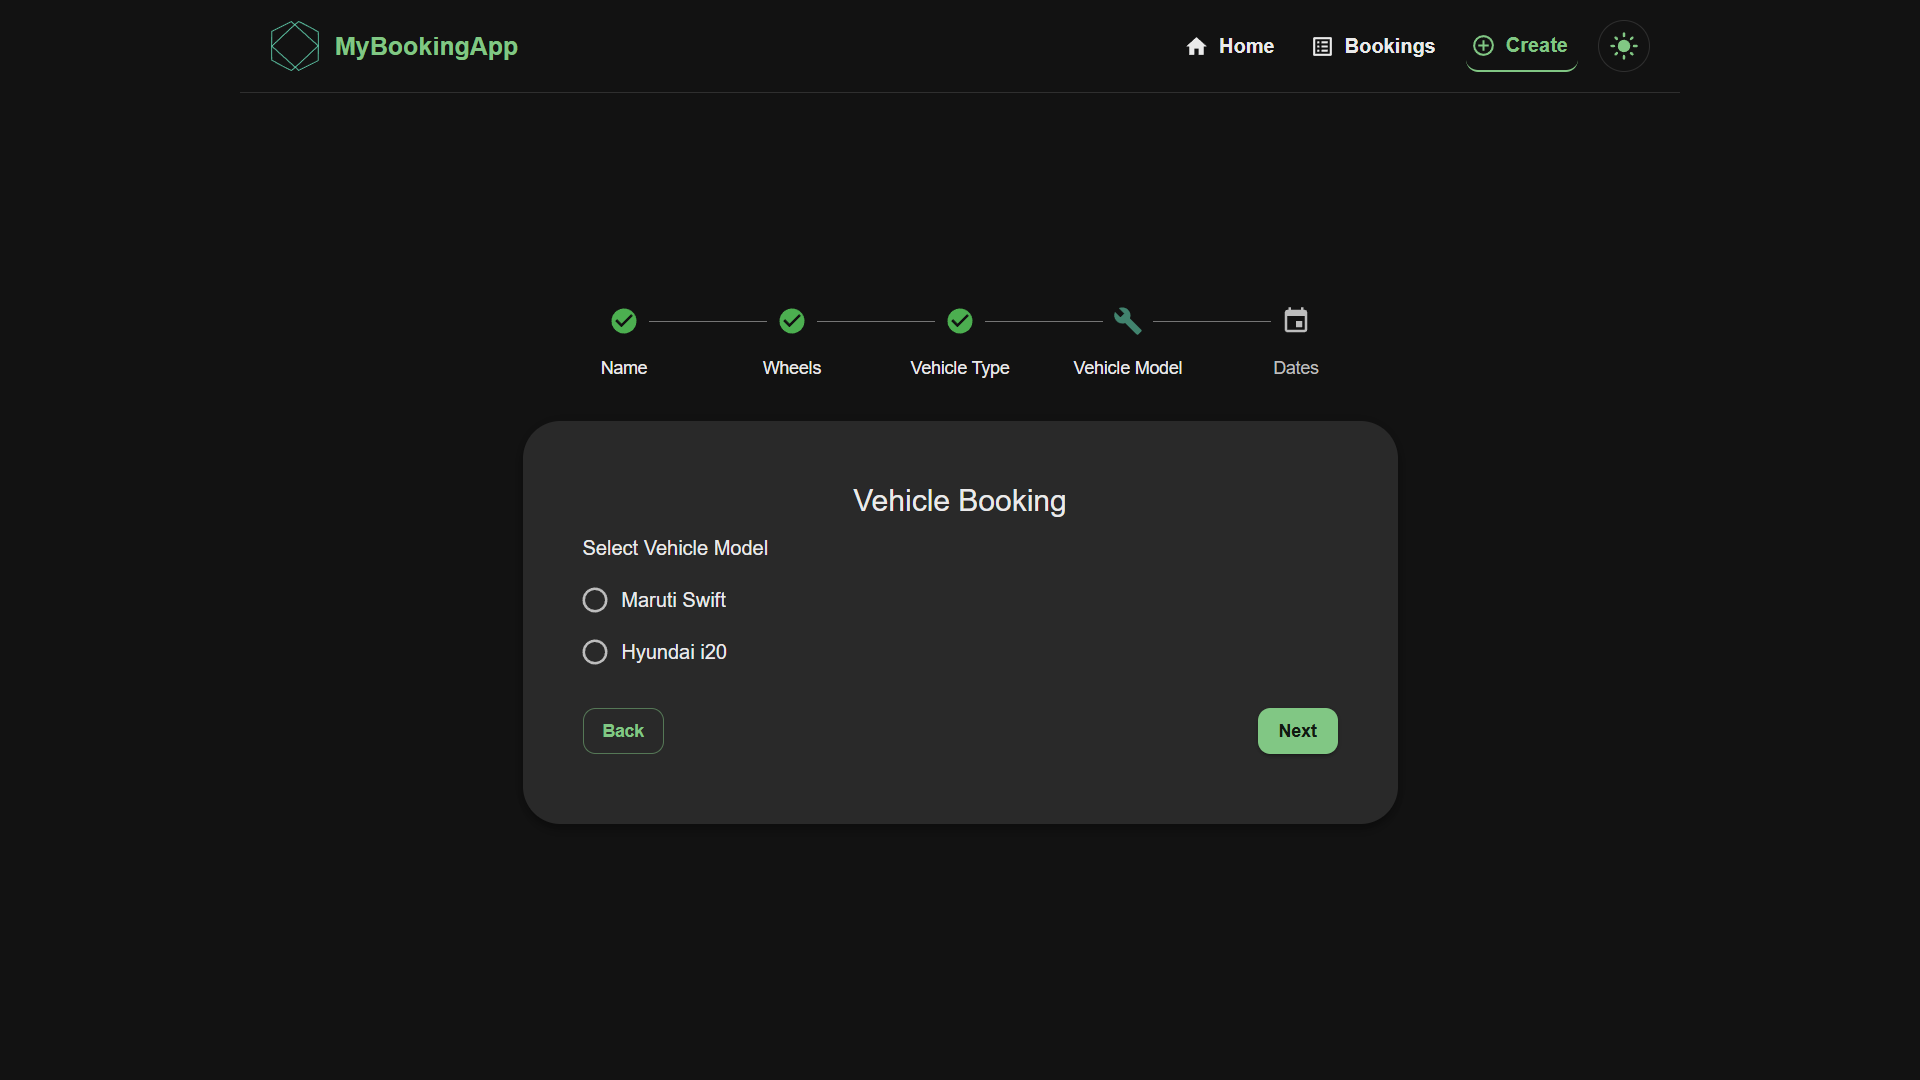 MyBookingApp
Home
Bookings
Create
Name
Wheels
Vehicle Type
Vehicle Model
Dates
Vehicle Booking
Select Vehicle Model
Maruti Swift
Hyundai i20
Back
Next